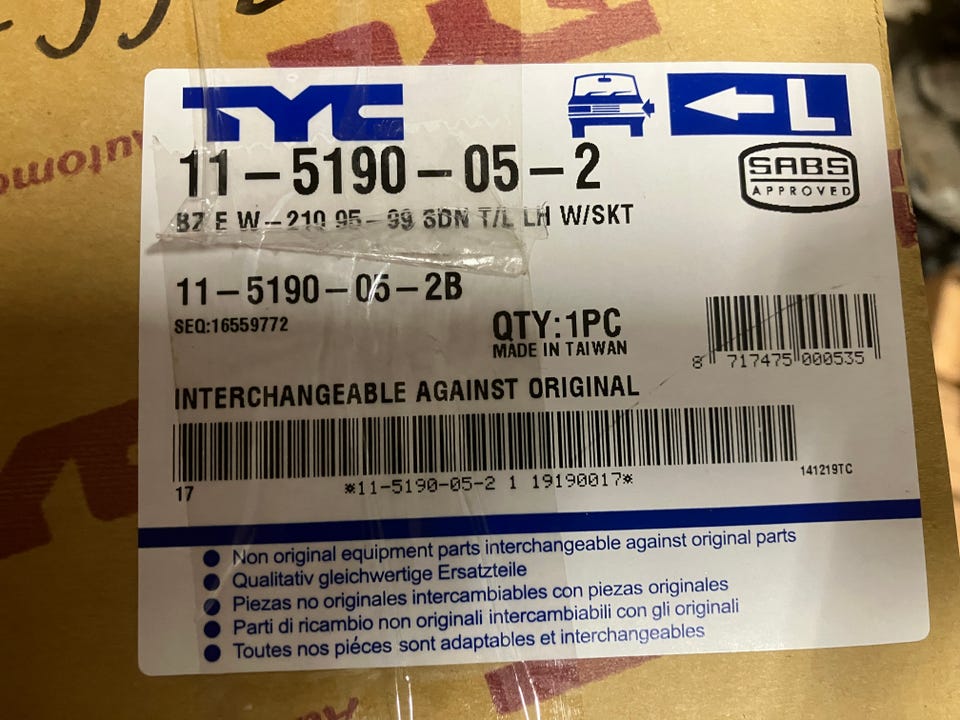 TYC
L
11-5190-05-2
SABS
APPROVED
BZ E W-210 95-99 SDN T/L LH W/SKT
11-5190-05-2B
SEQ:16559772
QTY:1PC
MADE IN TAIWAN
8 717475 000535
INTERCHANGEABLE AGAINST ORIGINAL
17
*11-5190-05-2 1 19190017*
141219TC
Non original equipment parts interchangeable against original parts
Qualitativ gleichwertige Ersatzteile
Piezas no originales intercambiables con piezas originales
Parti di ricambio non originali intercambiabili con gli originali
Toutes nos piéces sont adaptables et interchangeables